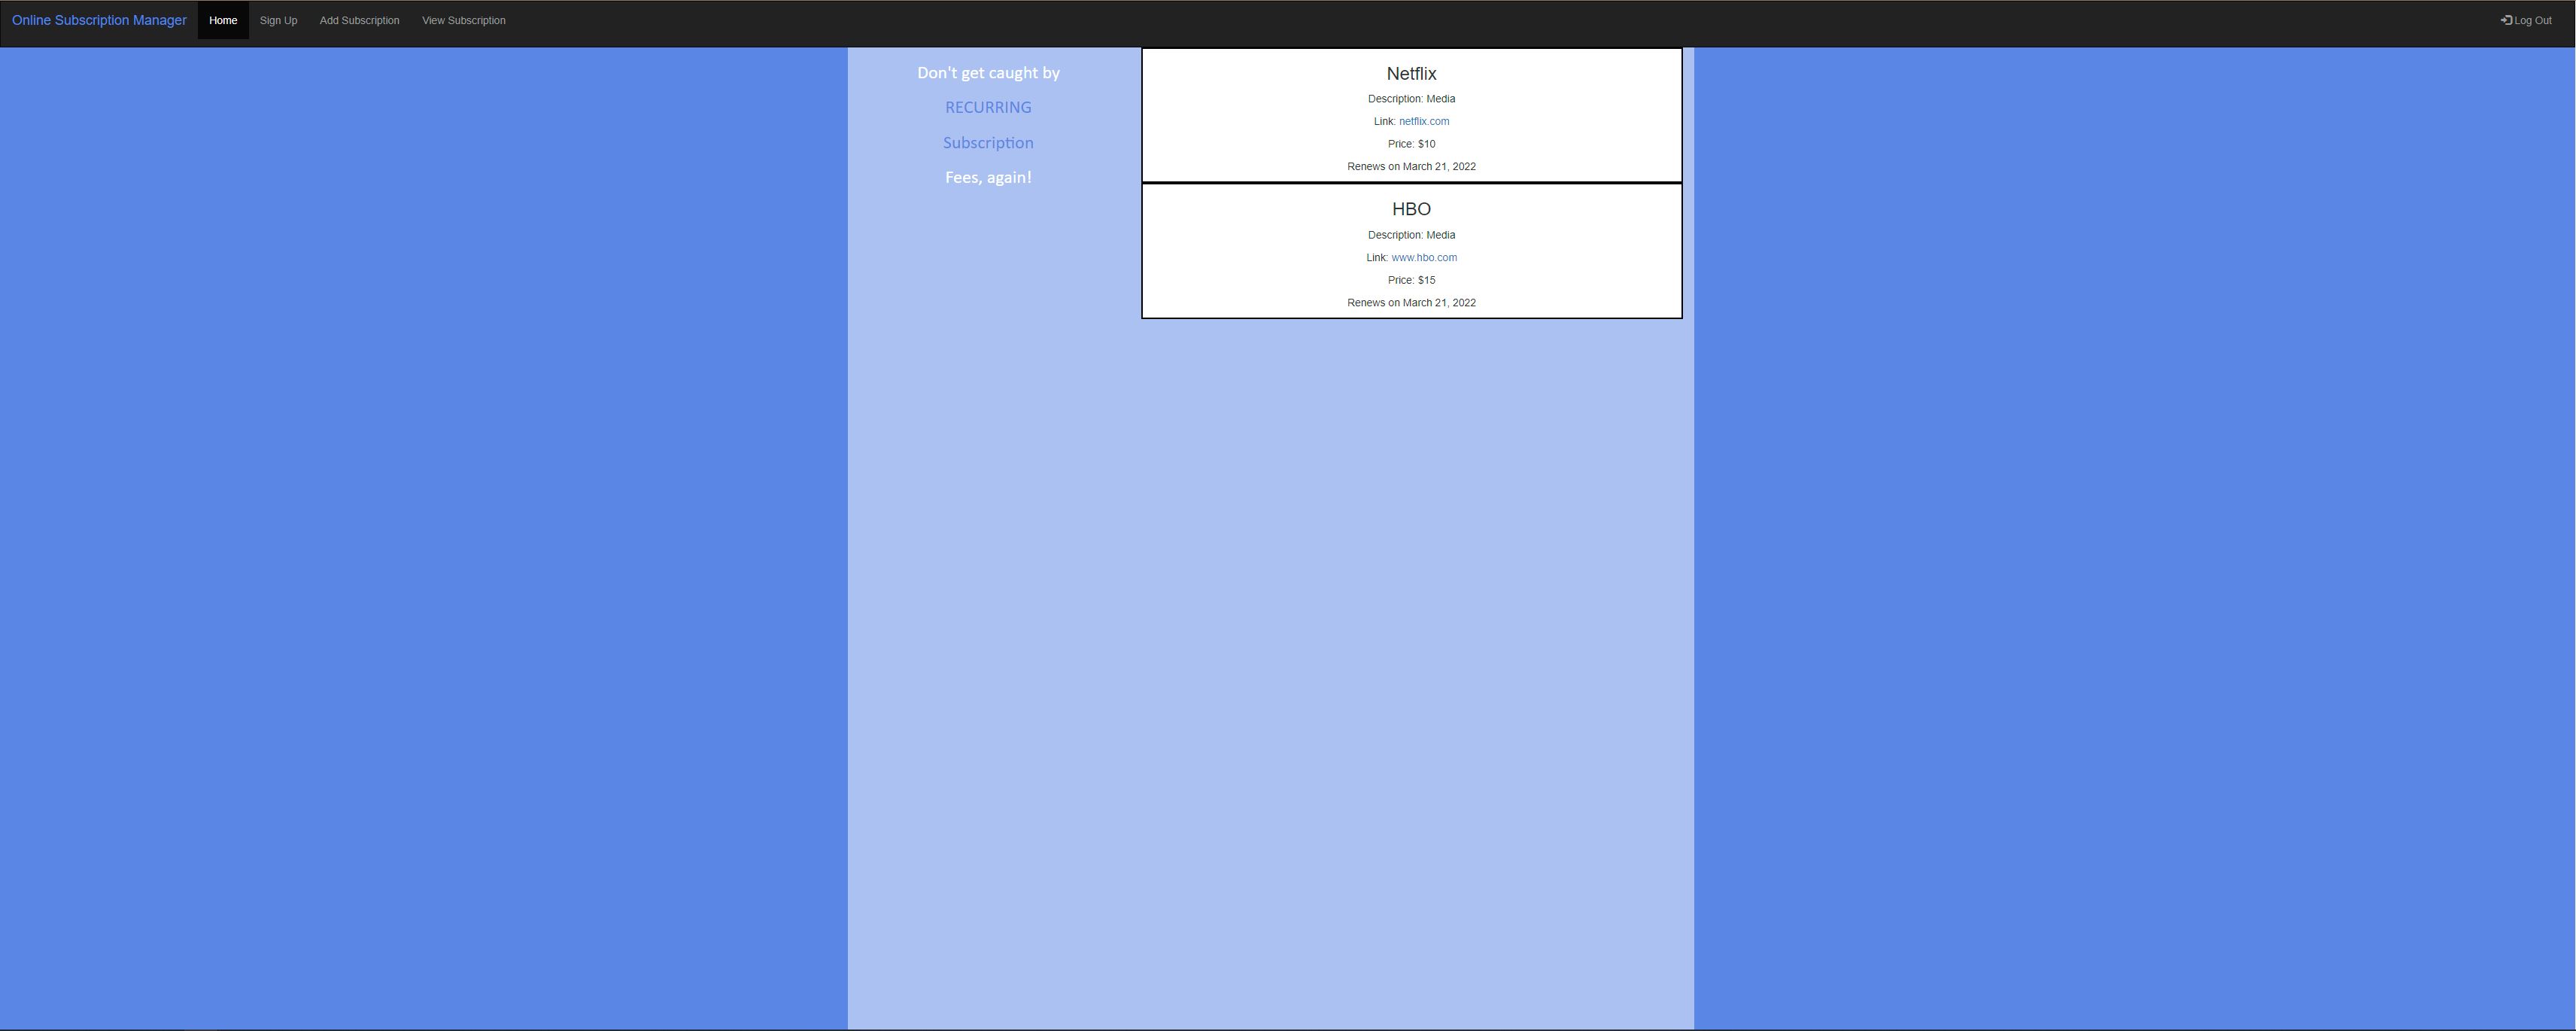 Online Subscription Manager Home Sign Up Add Subscription View Subscription Log Out
Don't get caught by
RECURRING
Subscription
Fees, again!
Netflix
Description: Media
Link: netflix.com
Price: $10
Renews on March 21, 2022
HBO
Description: Media
Link: www.hbo.com
Price: $15
Renews on March 21, 2022